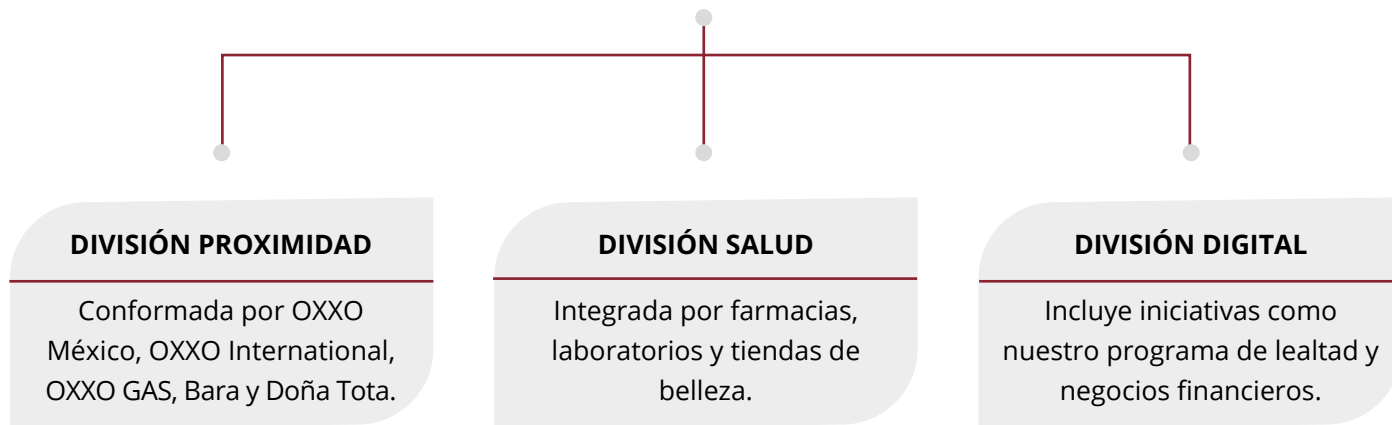 DIVISIÓN PROXIMIDAD
Conformada por OXXO
México, OXXO International,
OXXO GAS, Bara y Doña Tota.
DIVISIÓN SALUD
Integrada por farmacias,
laboratorios y tiendas de
belleza.
DIVISIÓN DIGITAL
Incluye iniciativas como
nuestro programa de lealtad y
negocios financieros.